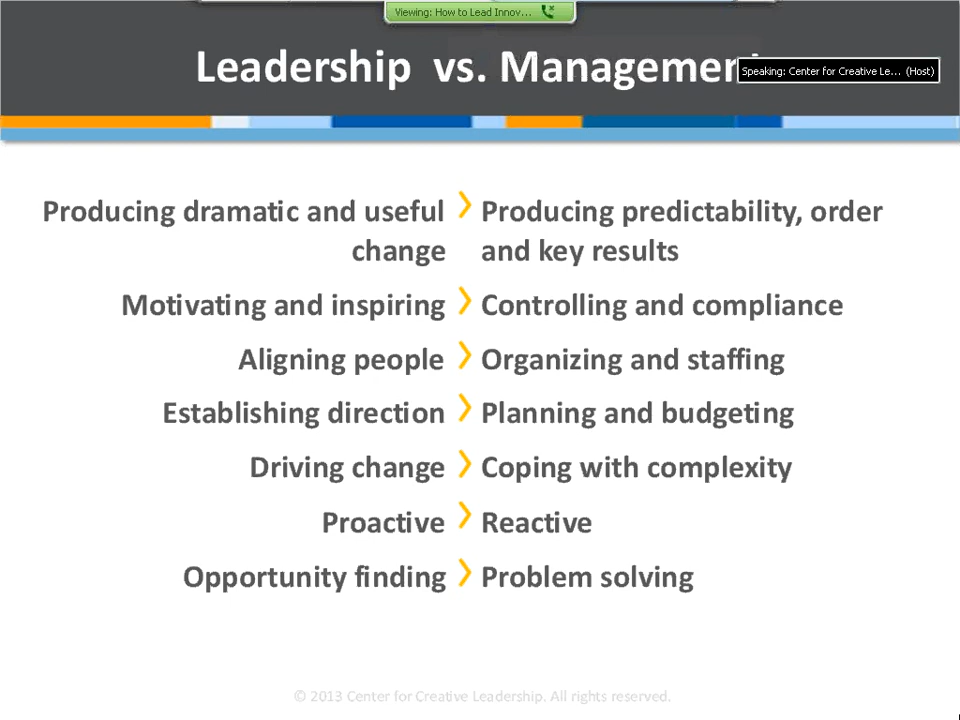 Viewing: How to Lead Innov...
Leadership vs. Management
Speaking: Center for Creative Le... (Host)
Producing dramatic and useful
change
Producing predictability, order
and key results
Motivating and inspiring
Controlling and compliance
Aligning people
Organizing and staffing
Establishing direction
Planning and budgeting
Driving change
Coping with complexity
Proactive
Reactive
Opportunity finding
Problem solving
© 2013 Center for Creative Leadership. All rights reserved.